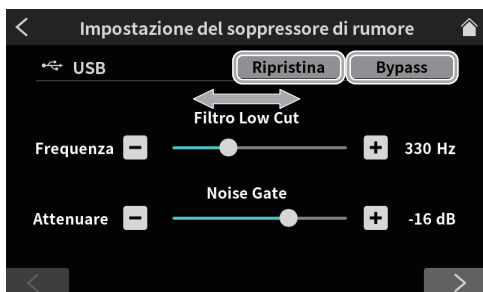 Impostazione del soppressore di rumore
USB Ripristina Bypass
Filtro Low Cut
Frequenza - + 330 Hz
Noise Gate
Attenuare - + -16 dB